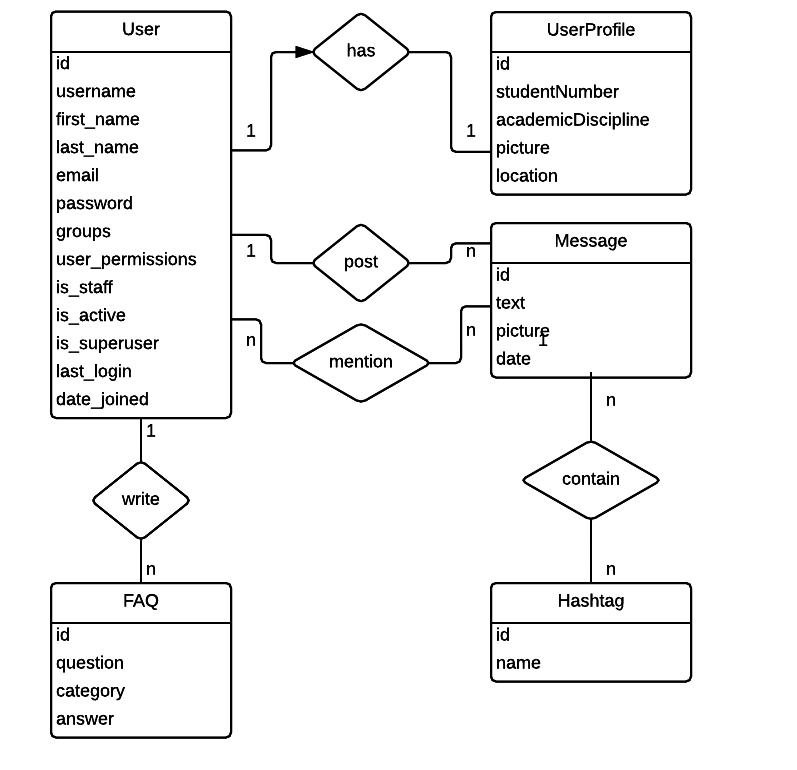 User
id
username
first_name
last_name
email
password
groups
user_permissions
is_staff
is_active
is_superuser
last_login
date_joined
has
1
1
UserProfile
id
studentNumber
academicDiscipline
picture
location
1
post
n
n
mention
n
Message
id
text
picture
date
1
write
n
n
contain
n
FAQ
id
question
category
answer
Hashtag
id
name